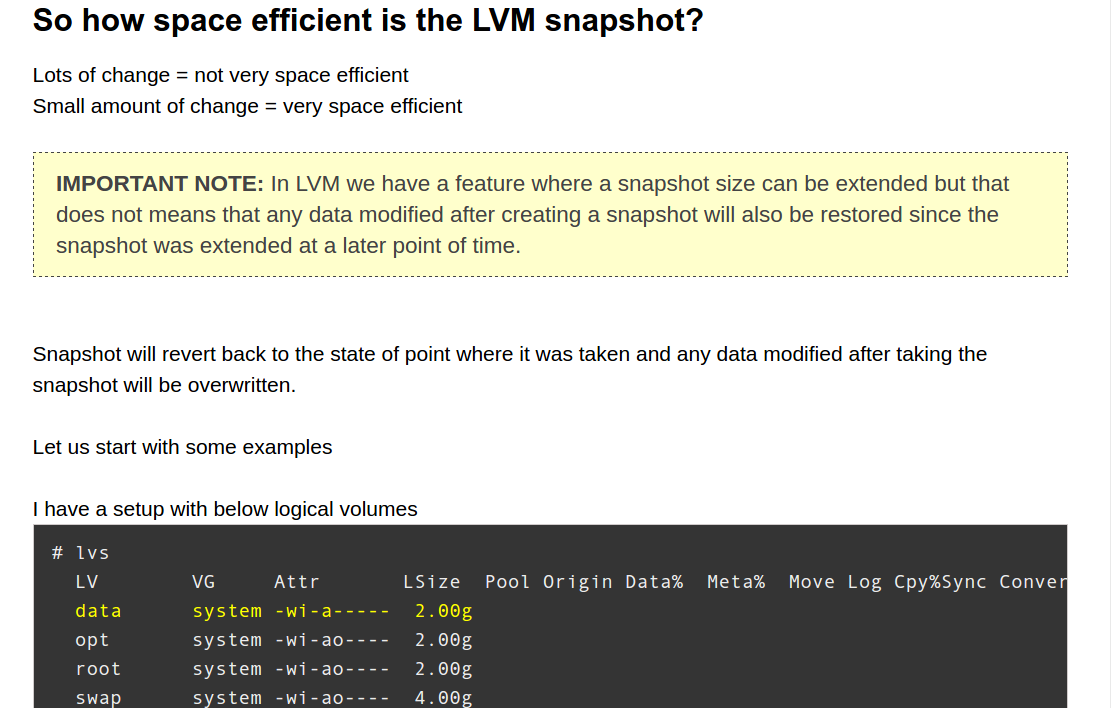 So how space efficient is the LVM snapshot?
Lots of change = not very space efficient
Small amount of change = very space efficient
IMPORTANT NOTE: In LVM we have a feature where a snapshot size can be extended but that
does not means that any data modified after creating a snapshot will also be restored since the
snapshot was extended at a later point of time.
Snapshot will revert back to the state of point where it was taken and any data modified after taking the
snapshot will be overwritten.
Let us start with some examples
I have a setup with below logical volumes
# lvs
LV VG Attr LSize Pool Origin Data% Meta% Move Log Cpy%Sync Conver
data system -wi-a----- 2.00g
opt system -wi-ao---- 2.00g
root system -wi-ao---- 2.00g
swap system -wi-ao---- 4.00g